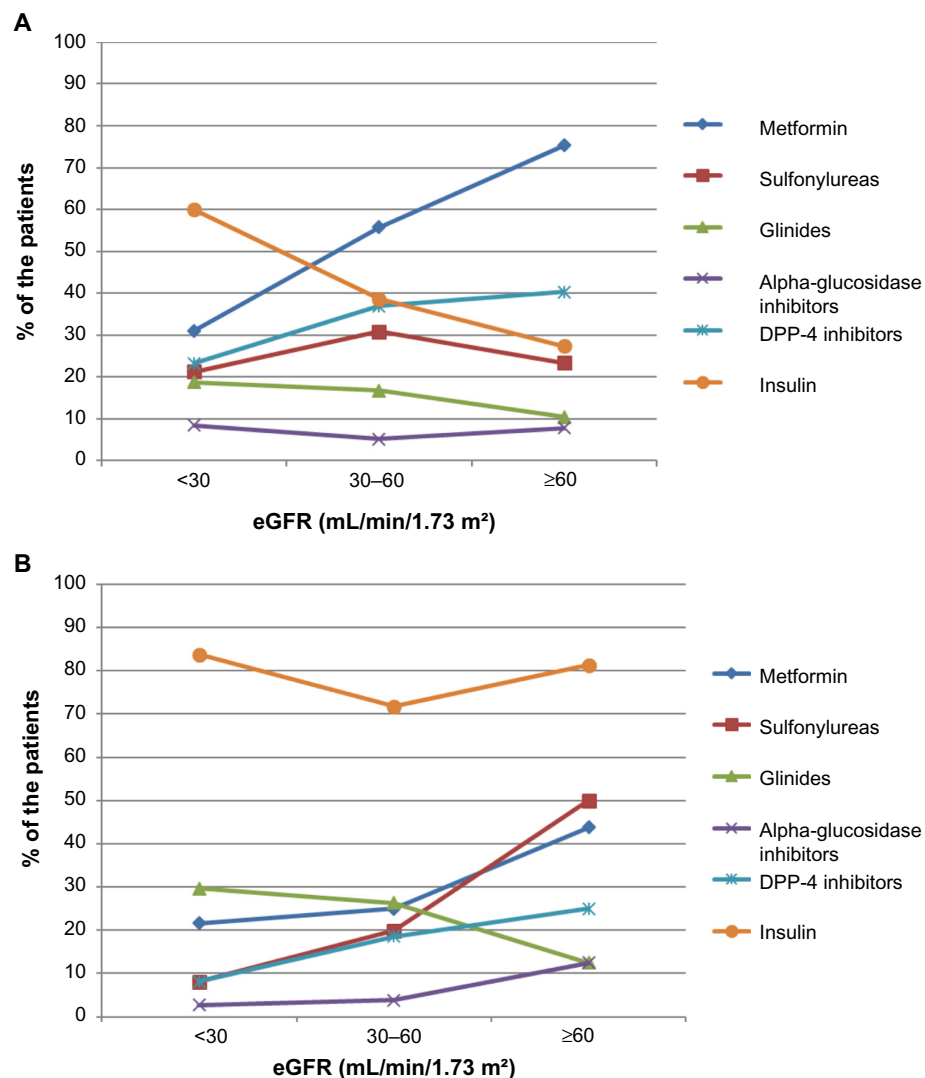 A
100
90
80
70
60
50
40
30
20
10
0
% of the patients
<30
30–60
≥60
eGFR (mL/min/1.73 m²)
Metformin
Sulfonylureas
Glinides
Alpha-glucosidase
inhibitors
DPP-4 inhibitors
Insulin
B
100
90
80
70
60
50
40
30
20
10
0
% of the patients
<30
30–60
≥60
eGFR (mL/min/1.73 m²)
Metformin
Sulfonylureas
Glinides
Alpha-glucosidase
inhibitors
DPP-4 inhibitors
Insulin